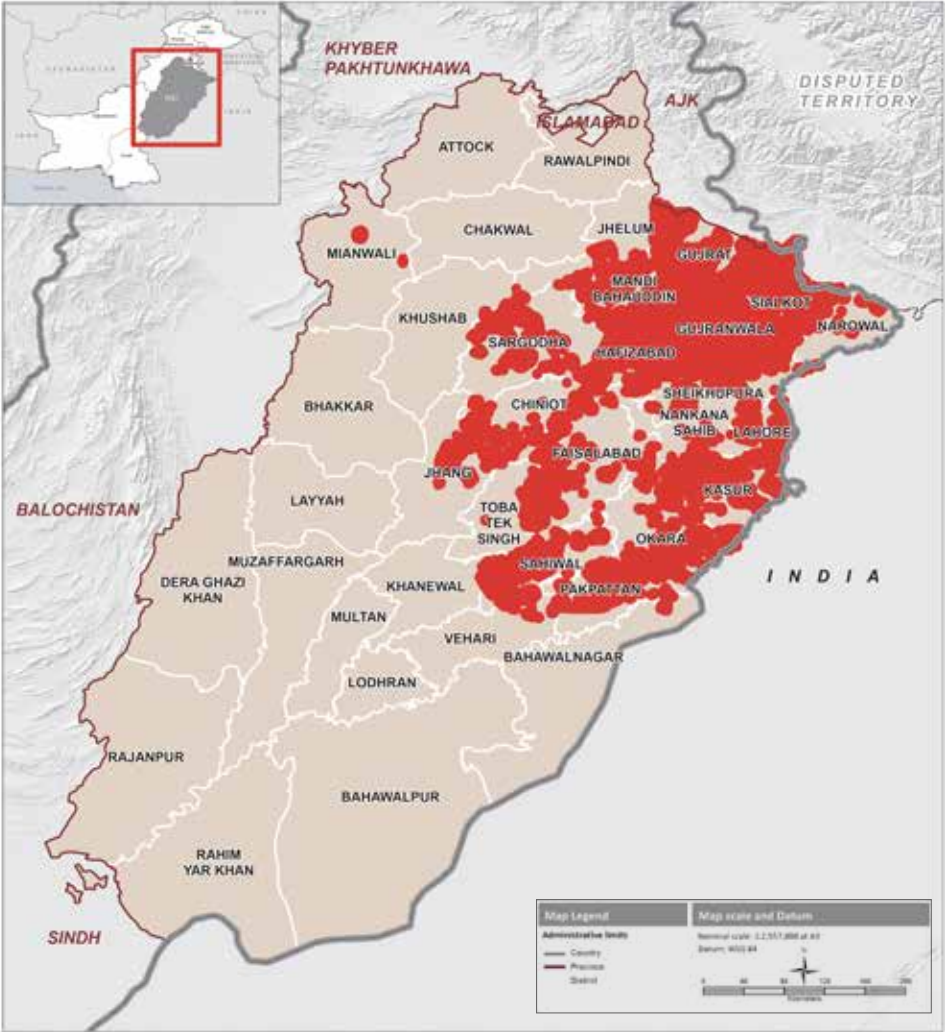 KHYBER
PAKHTUNKHAWA
AJK
DISPUTED
TERRITORY
ISLAMABAD
ATTOCK
RAWALPINDI
CHAKWAL
JHELUM
MIANWALI
GUJRAT
MANDI
BAHAUDDIN
SIALKOT
KHUSHAB
GUJRANWALA
NAROWAL
SARGODHA
HAFIZABAD
SHEIKHUPURA
BHAKKAR
CHINIOT
NANKANA
SAHIB
LAHORE
FAISALABAD
JHANG
KASUR
BALOCHISTAN
LAYYAH
TOBA
TEK
SINGH
OKARA
MUZAFFARGARH
SAHIWAL
DERA GHAZI
KHAN
KHANEWAL
PAKPATTAN
INDIA
MULTAN
VEHARI
BAHAWALNAGAR
LODHRAN
RAJANPUR
BAHAWALPUR
RAHIM
YAR KHAN
SINDH
Map Legend
Administrative limits
Country
Province
District
Map scale and Datum
Kilometers